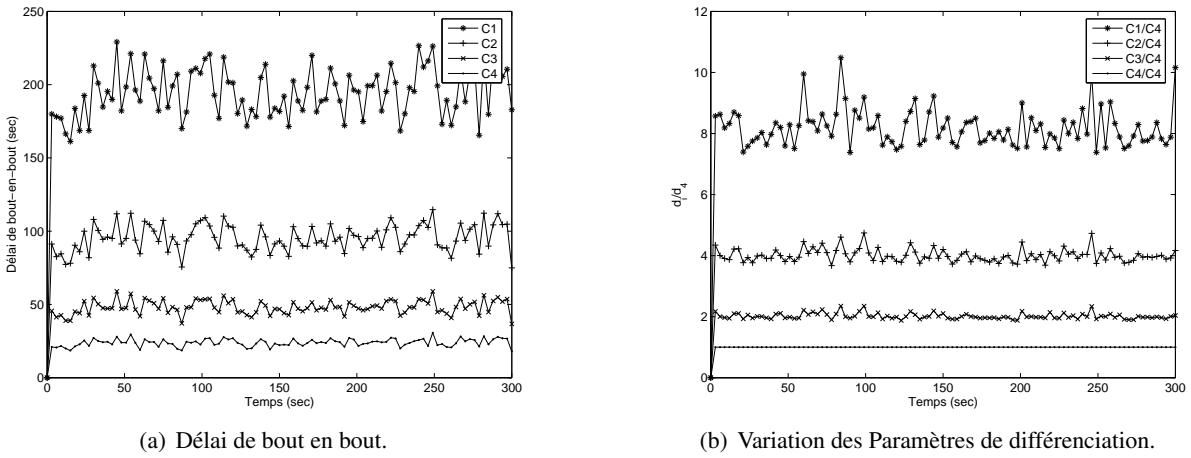 250
200
150
100
50
0
0 50 100 150 200 250 300
Délai de bout−en−bout (sec)
Temps (sec)
C1
C2
C3
C4
(a) Délai de bout en bout.
12
10
8
6
4
2
0
0 50 100 150 200 250 300
di/d4
Temps (sec)
C1/C4
C2/C4
C3/C4
C4/C4
(b) Variation des Paramètres de différenciation.